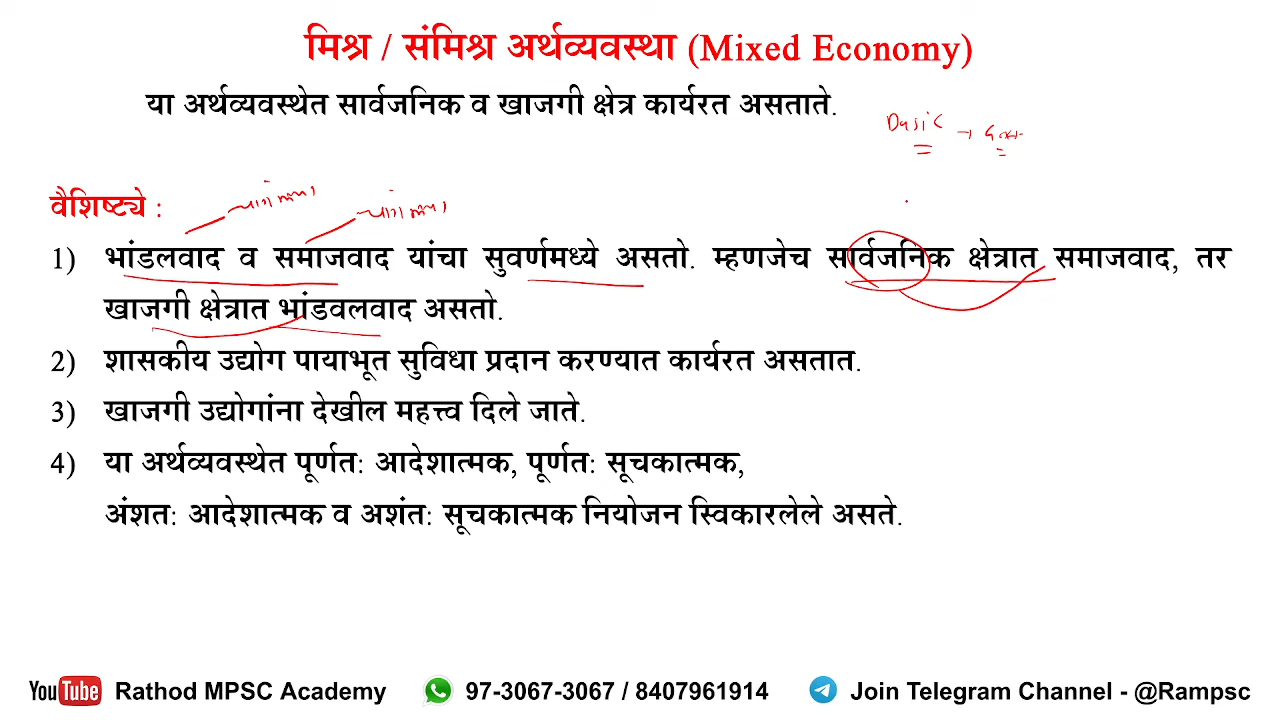 मिश्र / संमिश्र अर्थव्यवस्था (Mixed Economy)
या अर्थव्यवस्थेत सार्वजनिक व खाजगी क्षेत्र कार्यरत असताते.
वैशिष्ट्ये :
1) भांडलवाद व समाजवाद यांचा सुवर्णमध्ये असतो. म्हणजेच सार्वजनिक क्षेत्रात समाजवाद, तर
खाजगी क्षेत्रात भांडवलवाद असतो.
2) शासकीय उद्योग पायाभूत सुविधा प्रदान करण्यात कार्यरत असतात.
3) खाजगी उद्योगांना देखील महत्त्व दिले जाते.
4) या अर्थव्यवस्थेत पूर्णत: आदेशात्मक, पूर्णत: सूचकात्मक,
अंशत: आदेशात्मक व अशंत: सूचकात्मक नियोजन स्विकारलेले असते.
YouTube Rathod MPSC Academy 97-3067-3067 / 8407961914 Join Telegram Channel - @Rampsc